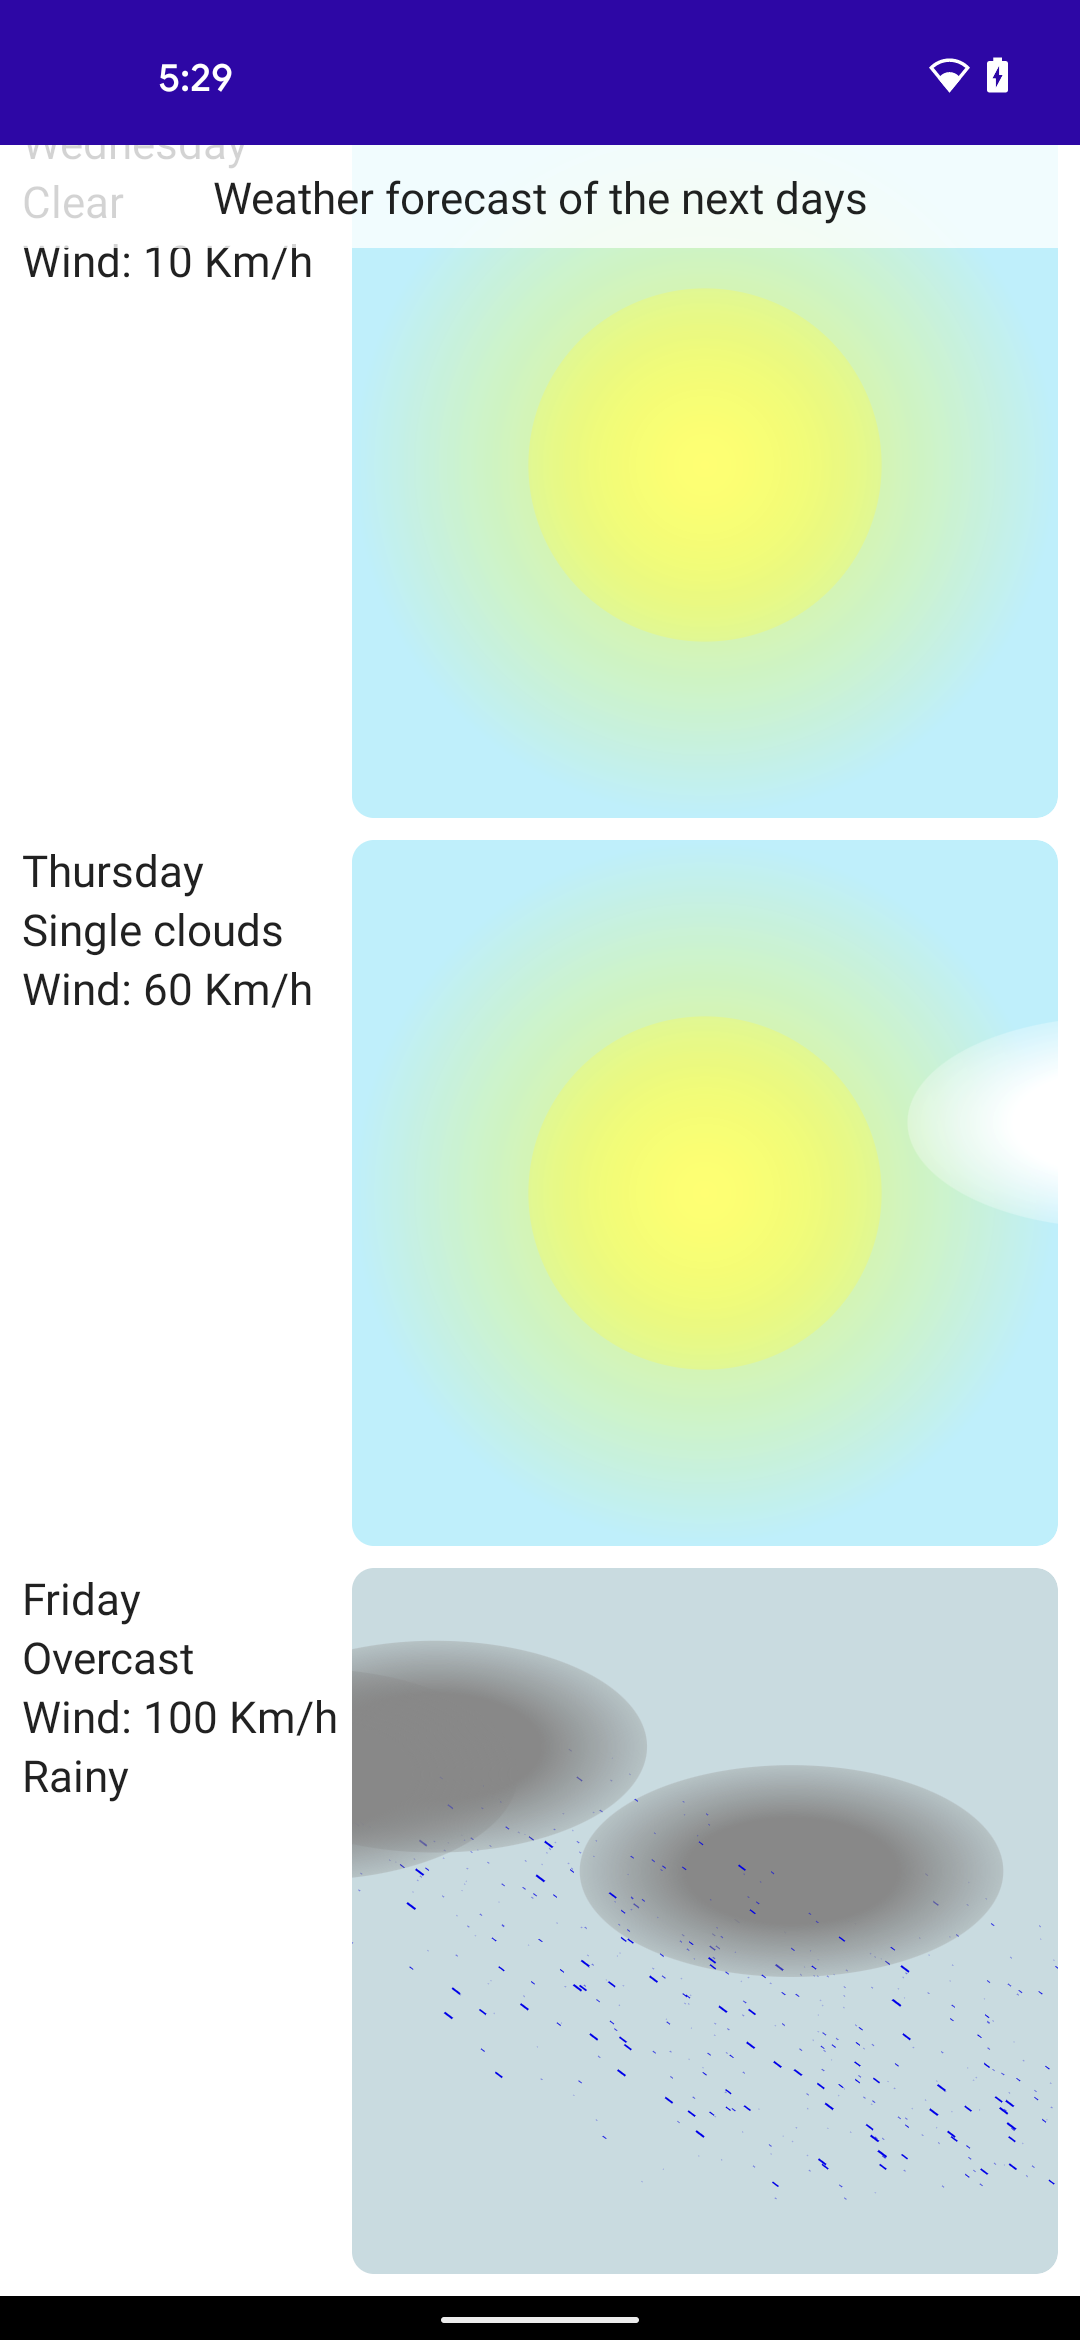 5:29
Wednesday
Clear
Weather forecast of the next days
Wind: 10 Km/h
Thursday
Single clouds
Wind: 60 Km/h
Friday
Overcast
Wind: 100 Km/h
Rainy